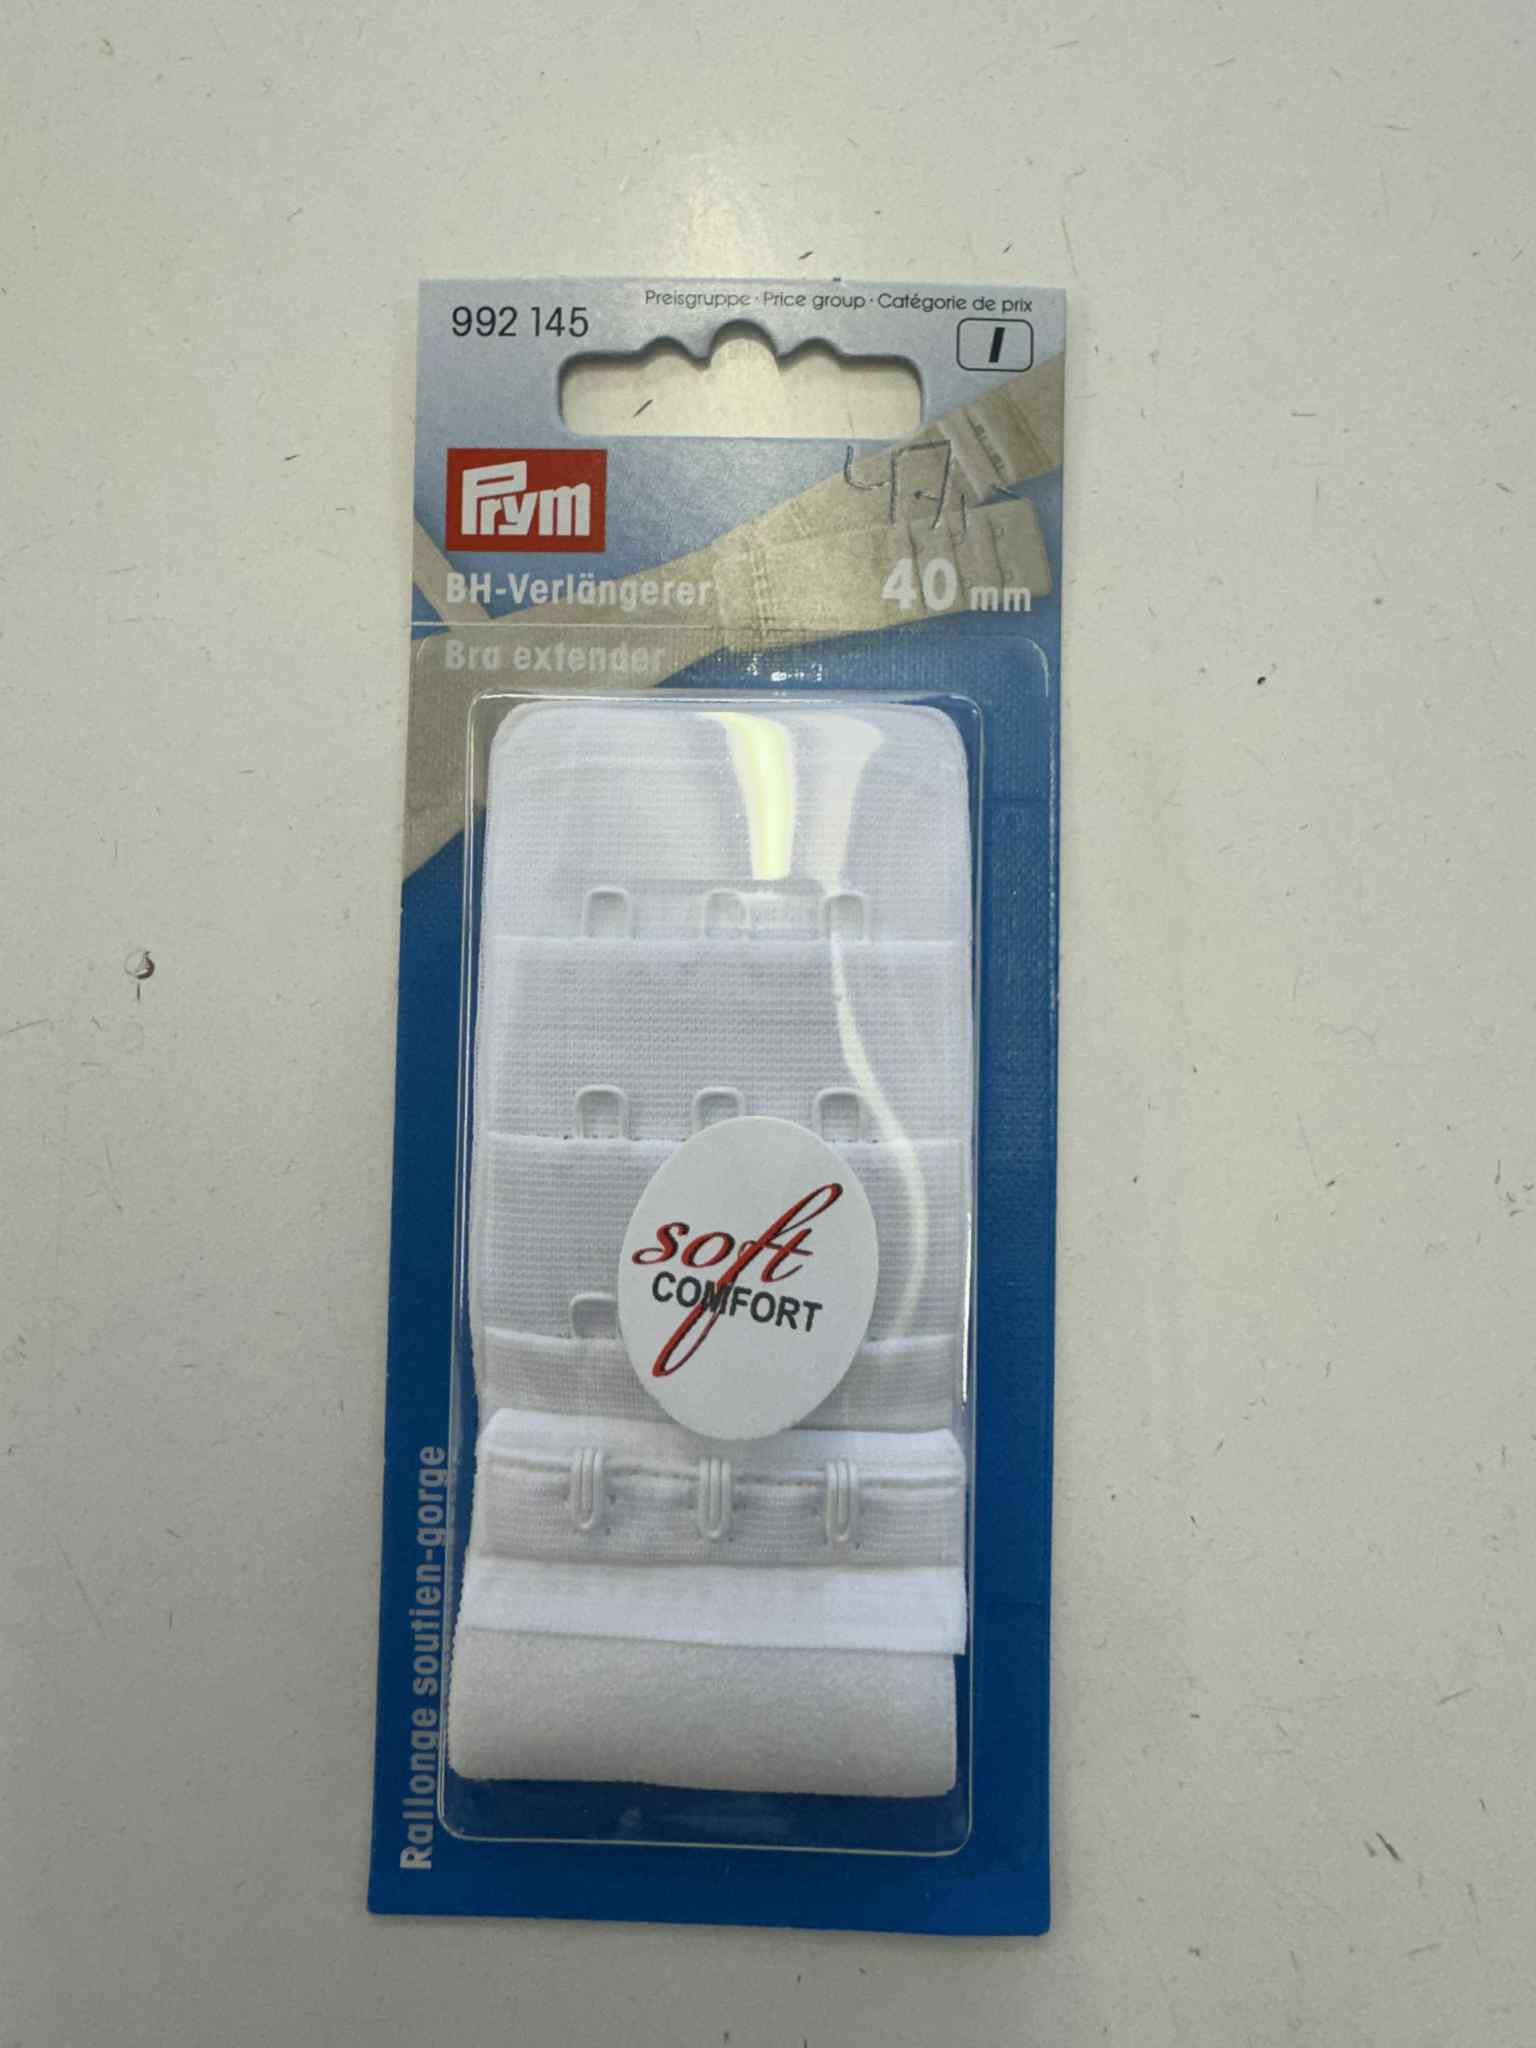 Preisgruppe · Price group · Catégorie de prix
992 145
I
Prym
BH-Verlängerer
40 mm
Bra extender
soft
COMFORT
Rallonge soutien-gorge